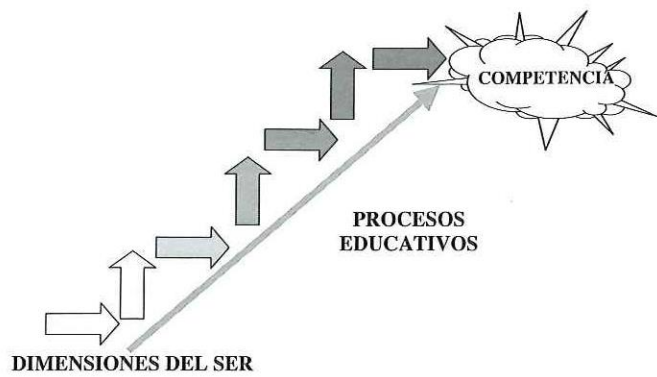 COMPETENCIA
PROCESOS
EDUCATIVOS
DIMENSIONES DEL SER